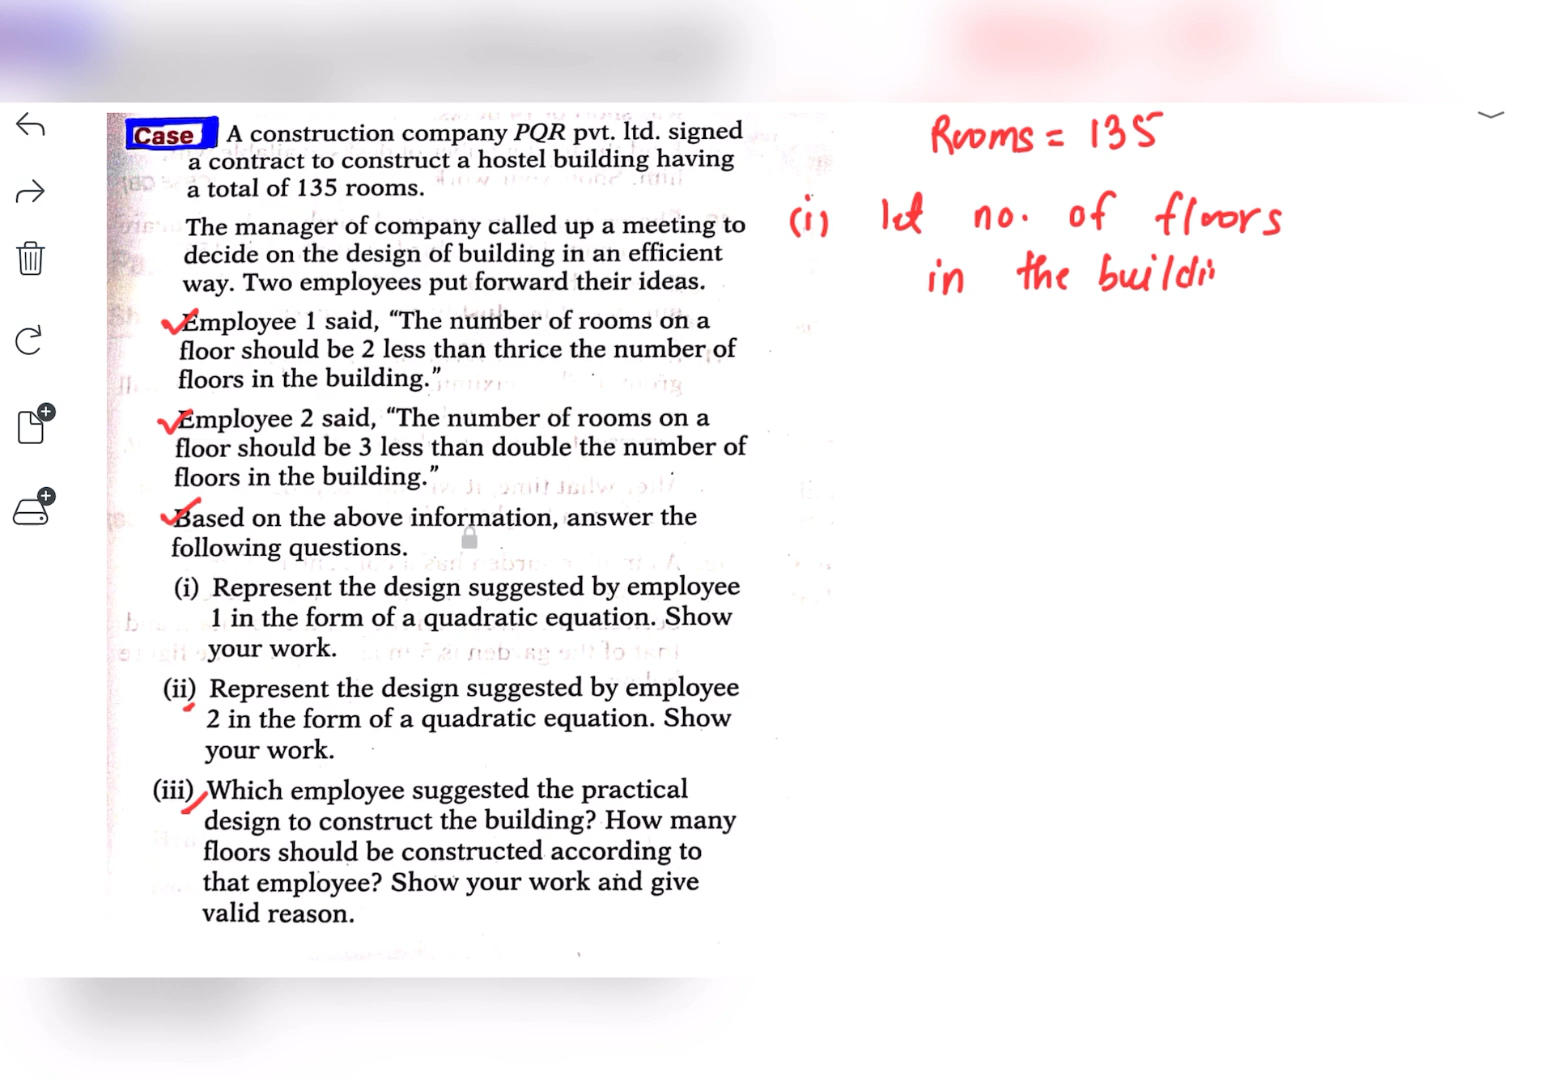 Case A construction company PQR pvt. ltd. signed
a contract to construct a hostel building having
a total of 135 rooms.
The manager of company called up a meeting to
decide on the design of building in an efficient
way. Two employees put forward their ideas.
Employee 1 said, “The number of rooms on a
floor should be 2 less than thrice the number of
floors in the building.”
Employee 2 said, “The number of rooms on a
floor should be 3 less than double the number of
floors in the building.”
Based on the above information, answer the
following questions.
(i) Represent the design suggested by employee
1 in the form of a quadratic equation. Show
your work.
(ii) Represent the design suggested by employee
2 in the form of a quadratic equation. Show
your work.
(iii) Which employee suggested the practical
design to construct the building? How many
floors should be constructed according to
that employee? Show your work and give
valid reason.
Rooms = 135
(i) let no. of floors
in the buildi